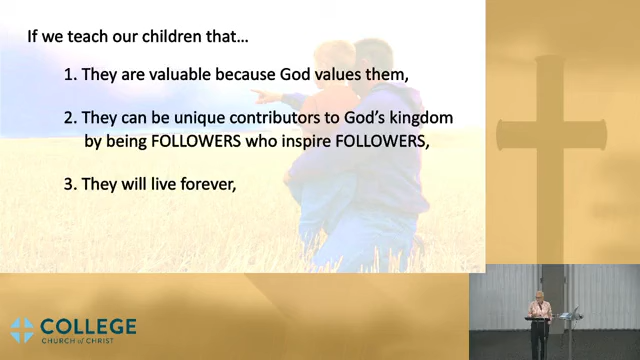 If we teach our children that…
1. They are valuable because God values them,
2. They can be unique contributors to God's kingdom
by being FOLLOWERS who inspire FOLLOWERS,
3. They will live forever,
COLLEGE
CHURCH of CHRIST